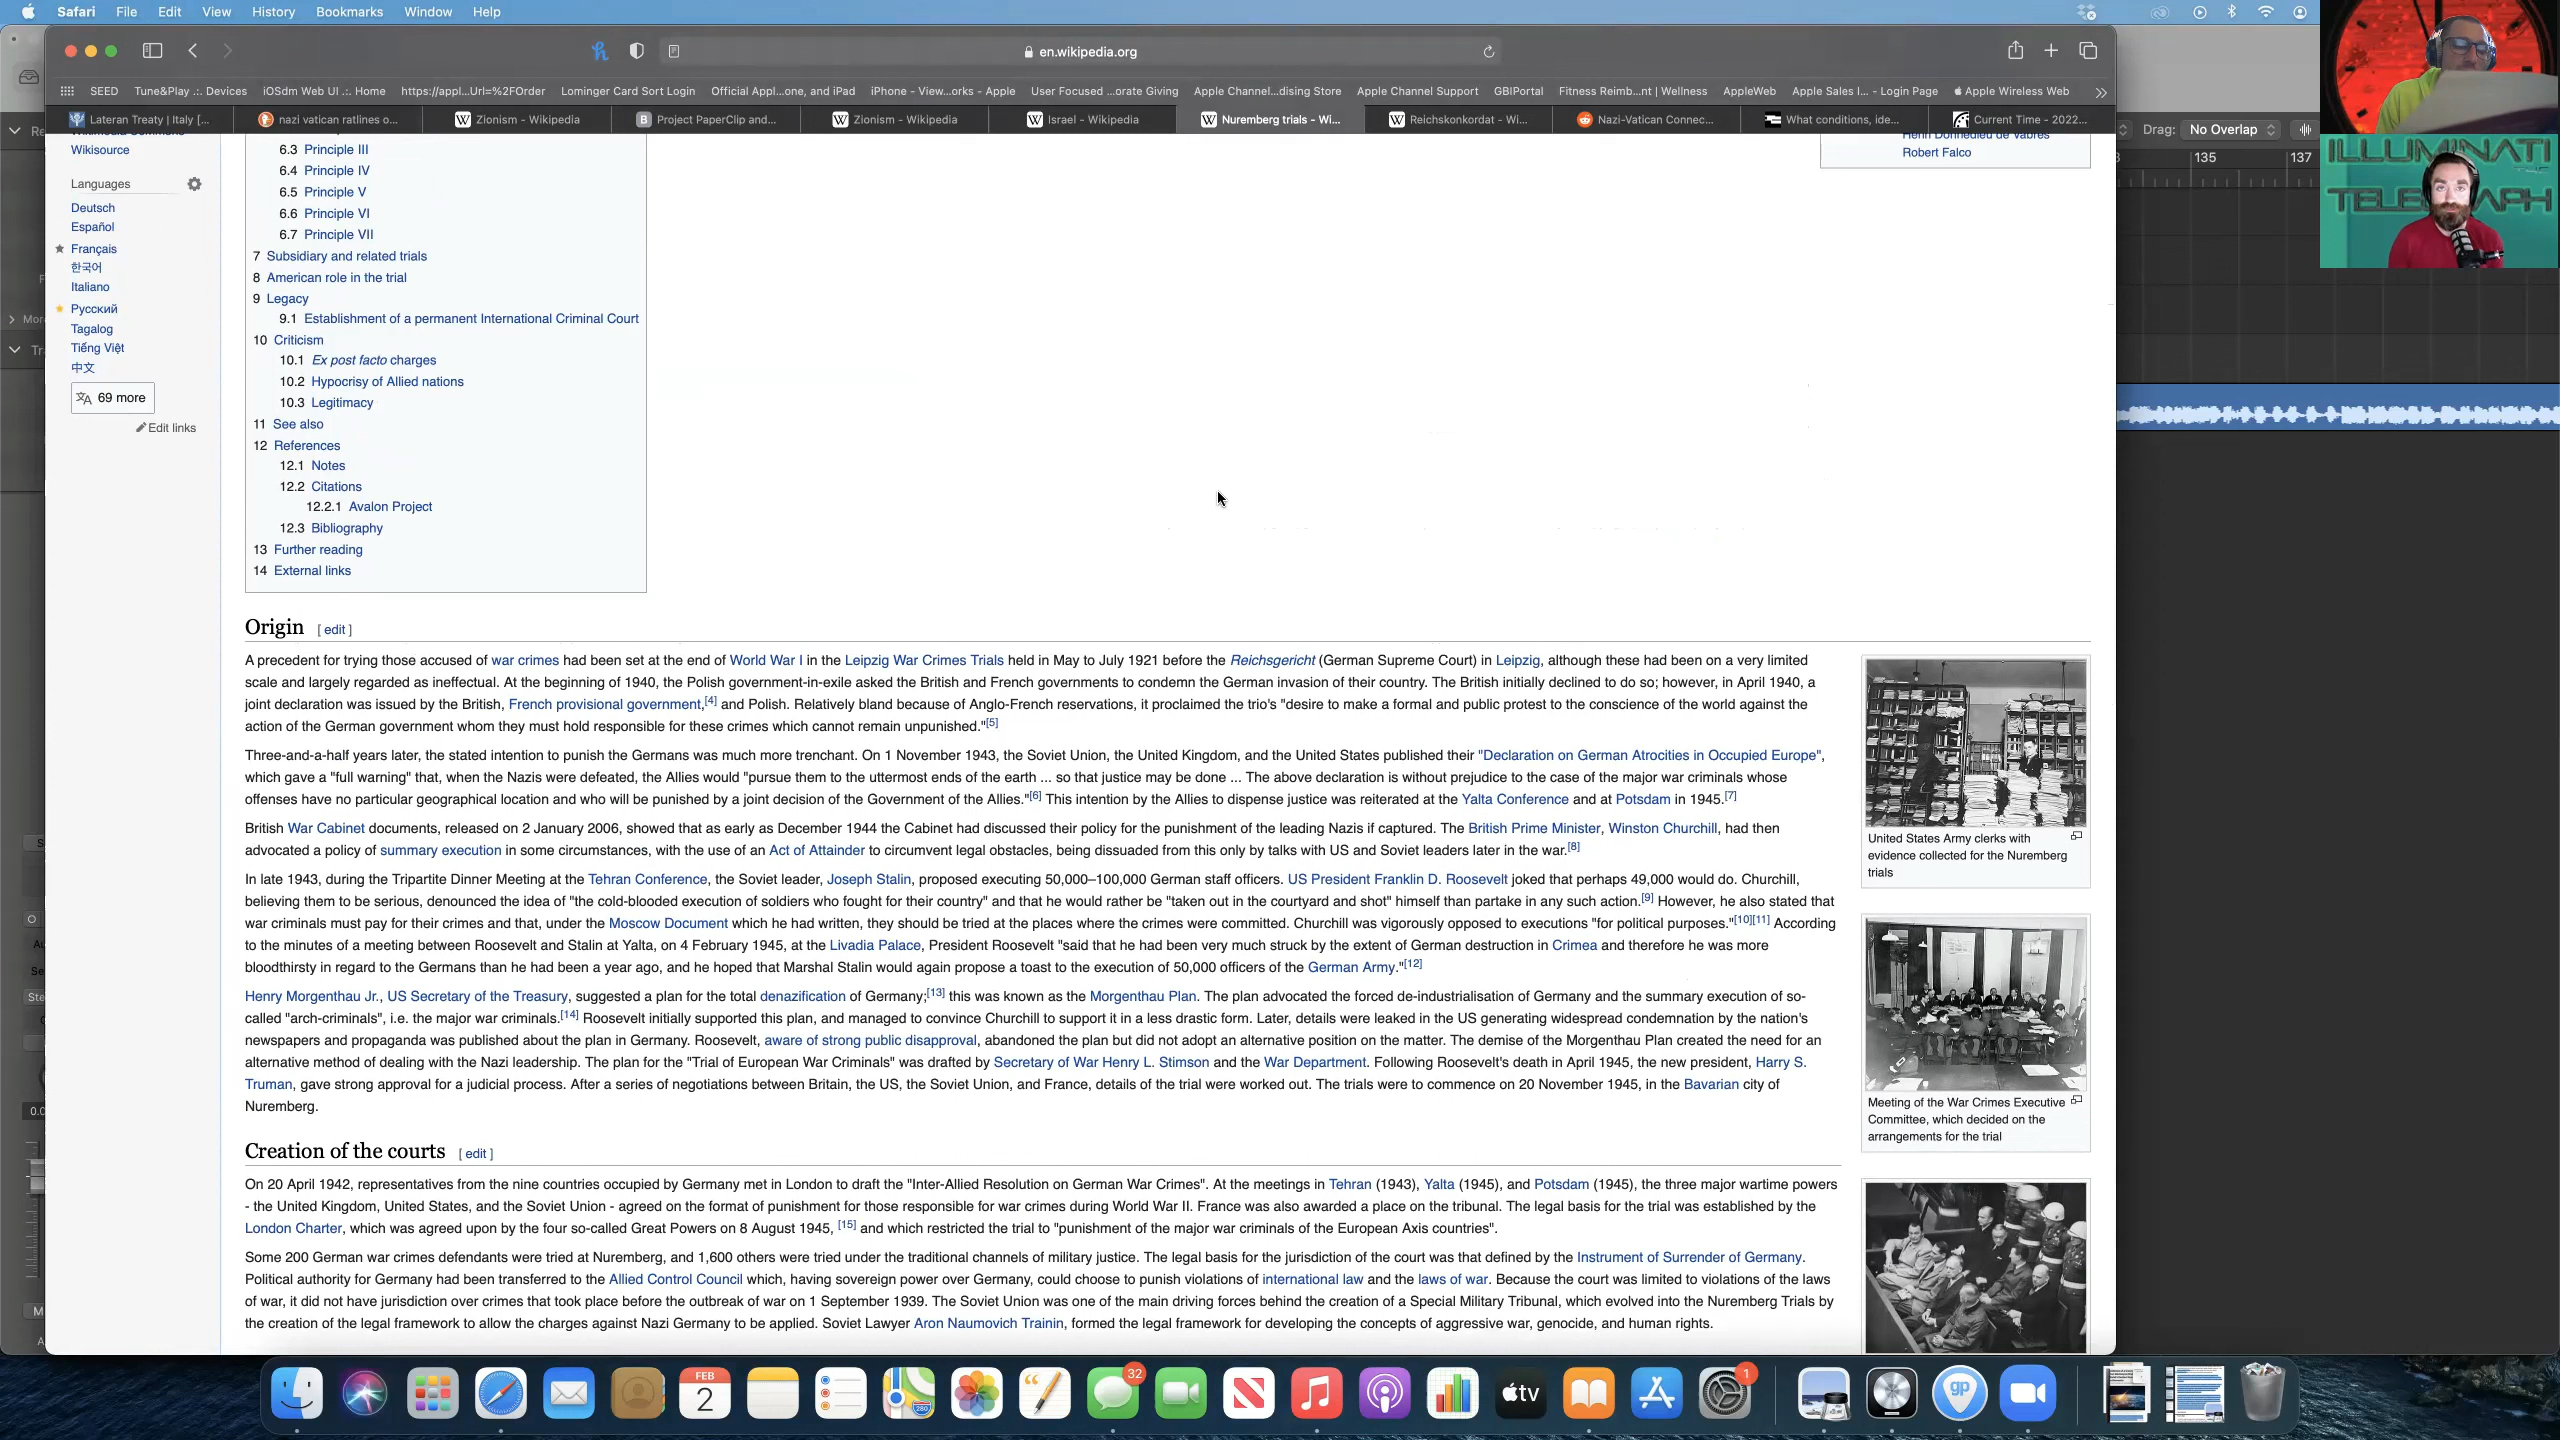 Safari File Edit View History Bookmarks Window Help
en.wikipedia.org
SEED Tune&Play .:. Devices iOSdm Web UI .:. Home https://appl...Url=%2FOrder Lominger Card Sort Login Official Appl...one, and iPad iPhone - View...orks - Apple User Focused ...orate Giving Apple Channel...dising Store Apple Channel Support GBIPortal Fitness Reimb...nt | Wellness AppleWeb Apple Sales I... - Login Page Apple Wireless Web
Lateran Treaty | Italy [... nazi vatican ratlines o... Zionism - Wikipedia Project PaperClip and... Zionism - Wikipedia Israel - Wikipedia Nuremberg trials - Wi... Reichskonkordat - Wi... Nazi-Vatican Connec... What conditions, ide... Current Time - 2022...
Drag: No Overlap
135 137
ILLUMINATI
TELEGRAPH
Wikisource
Languages
Deutsch
Español
Français
한국어
Italiano
Русский
Tagalog
Tiếng Việt
中文
69 more
Edit links
6.3 Principle III
6.4 Principle IV
6.5 Principle V
6.6 Principle VI
6.7 Principle VII
7 Subsidiary and related trials
8 American role in the trial
9 Legacy
9.1 Establishment of a permanent International Criminal Court
10 Criticism
10.1 Ex post facto charges
10.2 Hypocrisy of Allied nations
10.3 Legitimacy
11 See also
12 References
12.1 Notes
12.2 Citations
12.2.1 Avalon Project
12.3 Bibliography
13 Further reading
14 External links
Henri Donnedieu de Vabres
Robert Falco
Origin [ edit ]
A precedent for trying those accused of war crimes had been set at the end of World War I in the Leipzig War Crimes Trials held in May to July 1921 before the Reichsgericht (German Supreme Court) in Leipzig, although these had been on a very limited
scale and largely regarded as ineffectual. At the beginning of 1940, the Polish government-in-exile asked the British and French governments to condemn the German invasion of their country. The British initially declined to do so; however, in April 1940, a
joint declaration was issued by the British, French provisional government,[4] and Polish. Relatively bland because of Anglo-French reservations, it proclaimed the trio's "desire to make a formal and public protest to the conscience of the world against the
action of the German government whom they must hold responsible for these crimes which cannot remain unpunished."[5]
Three-and-a-half years later, the stated intention to punish the Germans was much more trenchant. On 1 November 1943, the Soviet Union, the United Kingdom, and the United States published their "Declaration on German Atrocities in Occupied Europe",
which gave a "full warning" that, when the Nazis were defeated, the Allies would "pursue them to the uttermost ends of the earth ... so that justice may be done ... The above declaration is without prejudice to the case of the major war criminals whose
offenses have no particular geographical location and who will be punished by a joint decision of the Government of the Allies."[6] This intention by the Allies to dispense justice was reiterated at the Yalta Conference and at Potsdam in 1945.[7]
British War Cabinet documents, released on 2 January 2006, showed that as early as December 1944 the Cabinet had discussed their policy for the punishment of the leading Nazis if captured. The British Prime Minister, Winston Churchill, had then
advocated a policy of summary execution in some circumstances, with the use of an Act of Attainder to circumvent legal obstacles, being dissuaded from this only by talks with US and Soviet leaders later in the war.[8]
In late 1943, during the Tripartite Dinner Meeting at the Tehran Conference, the Soviet leader, Joseph Stalin, proposed executing 50,000–100,000 German staff officers. US President Franklin D. Roosevelt joked that perhaps 49,000 would do. Churchill,
believing them to be serious, denounced the idea of "the cold-blooded execution of soldiers who fought for their country" and that he would rather be "taken out in the courtyard and shot" himself than partake in any such action.[9] However, he also stated that
war criminals must pay for their crimes and that, under the Moscow Document which he had written, they should be tried at the places where the crimes were committed. Churchill was vigorously opposed to executions "for political purposes."[10][11] According
to the minutes of a meeting between Roosevelt and Stalin at Yalta, on 4 February 1945, at the Livadia Palace, President Roosevelt "said that he had been very much struck by the extent of German destruction in Crimea and therefore he was more
bloodthirsty in regard to the Germans than he had been a year ago, and he hoped that Marshal Stalin would again propose a toast to the execution of 50,000 officers of the German Army."[12]
Henry Morgenthau Jr., US Secretary of the Treasury, suggested a plan for the total denazification of Germany;[13] this was known as the Morgenthau Plan. The plan advocated the forced de-industrialisation of Germany and the summary execution of so-
called "arch-criminals", i.e. the major war criminals.[14] Roosevelt initially supported this plan, and managed to convince Churchill to support it in a less drastic form. Later, details were leaked in the US generating widespread condemnation by the nation's
newspapers and propaganda was published about the plan in Germany. Roosevelt, aware of strong public disapproval, abandoned the plan but did not adopt an alternative position on the matter. The demise of the Morgenthau Plan created the need for an
alternative method of dealing with the Nazi leadership. The plan for the "Trial of European War Criminals" was drafted by Secretary of War Henry L. Stimson and the War Department. Following Roosevelt's death in April 1945, the new president, Harry S.
Truman, gave strong approval for a judicial process. After a series of negotiations between Britain, the US, the Soviet Union, and France, details of the trial were worked out. The trials were to commence on 20 November 1945, in the Bavarian city of
Nuremberg.
United States Army clerks with
evidence collected for the Nuremberg
trials
Meeting of the War Crimes Executive
Committee, which decided on the
arrangements for the trial
Creation of the courts [ edit ]
On 20 April 1942, representatives from the nine countries occupied by Germany met in London to draft the "Inter-Allied Resolution on German War Crimes". At the meetings in Tehran (1943), Yalta (1945), and Potsdam (1945), the three major wartime powers
- the United Kingdom, United States, and the Soviet Union - agreed on the format of punishment for those responsible for war crimes during World War II. France was also awarded a place on the tribunal. The legal basis for the trial was established by the
London Charter, which was agreed upon by the four so-called Great Powers on 8 August 1945, [15] and which restricted the trial to "punishment of the major war criminals of the European Axis countries".
Some 200 German war crimes defendants were tried at Nuremberg, and 1,600 others were tried under the traditional channels of military justice. The legal basis for the jurisdiction of the court was that defined by the Instrument of Surrender of Germany.
Political authority for Germany had been transferred to the Allied Control Council which, having sovereign power over Germany, could choose to punish violations of international law and the laws of war. Because the court was limited to violations of the laws
of war, it did not have jurisdiction over crimes that took place before the outbreak of war on 1 September 1939. The Soviet Union was one of the main driving forces behind the creation of a Special Military Tribunal, which evolved into the Nuremberg Trials by
the creation of the legal framework to allow the charges against Nazi Germany to be applied. Soviet Lawyer Aron Naumovich Trainin, formed the legal framework for developing the concepts of aggressive war, genocide, and human rights.
FEB
2
32
280
tv
1
gp